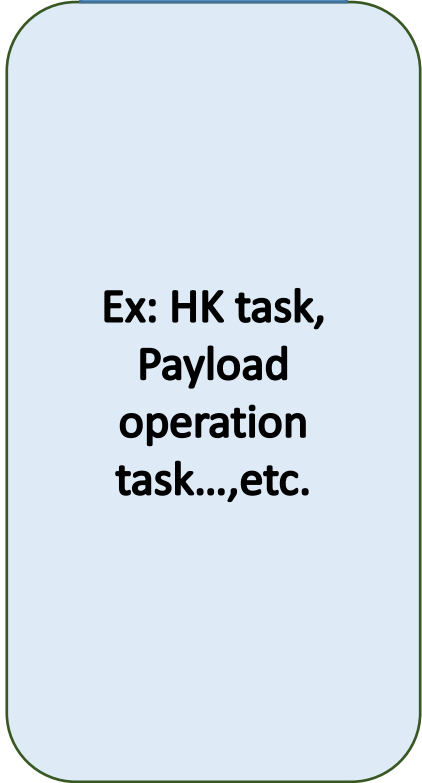 Ex: HK task,
Payload
operation
task...,etc.